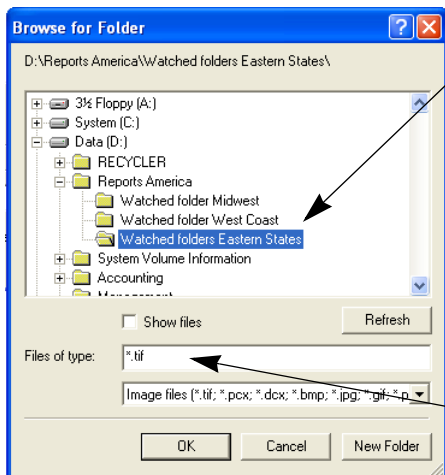 Browse for Folder
D:\Reports America\Watched folders Eastern States\
3½ Floppy (A:)
System (C:)
Data (D:)
RECYCLER
Reports America
Watched folder Midwest
Watched folder West Coast
Watched folders Eastern States
System Volume Information
Accounting
Management
Show files
Refresh
Files of type:
*.tif
Image files (*.tif; *.pcx; *.dcx; *.bmp; *.jpg; *.gif; *.p
OK Cancel New Folder